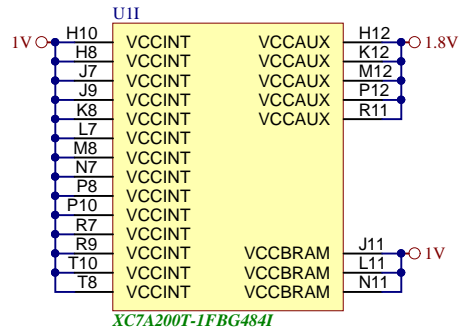 U1I
1V H10 VCCINT VCCAUX H12 1.8V
H8 VCCINT VCCAUX K12
J7 VCCINT VCCAUX M12
J9 VCCINT VCCAUX P12
K8 VCCINT VCCAUX R11
L7 VCCINT
M8 VCCINT
N7 VCCINT
P8 VCCINT
P10 VCCINT
R7 VCCINT
R9 VCCINT VCCBRAM J11 1V
T10 VCCINT VCCBRAM L11
T8 VCCINT VCCBRAM N11
XC7A200T-1FBG484I